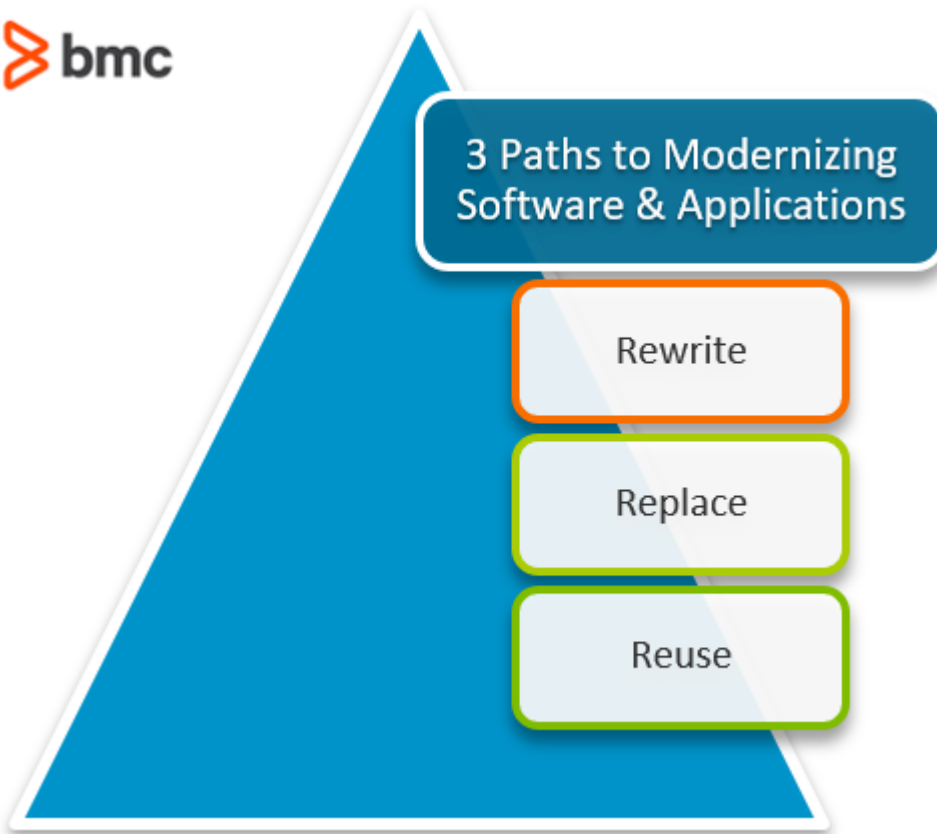 bmc
3 Paths to Modernizing
Software & Applications
Rewrite
Replace
Reuse